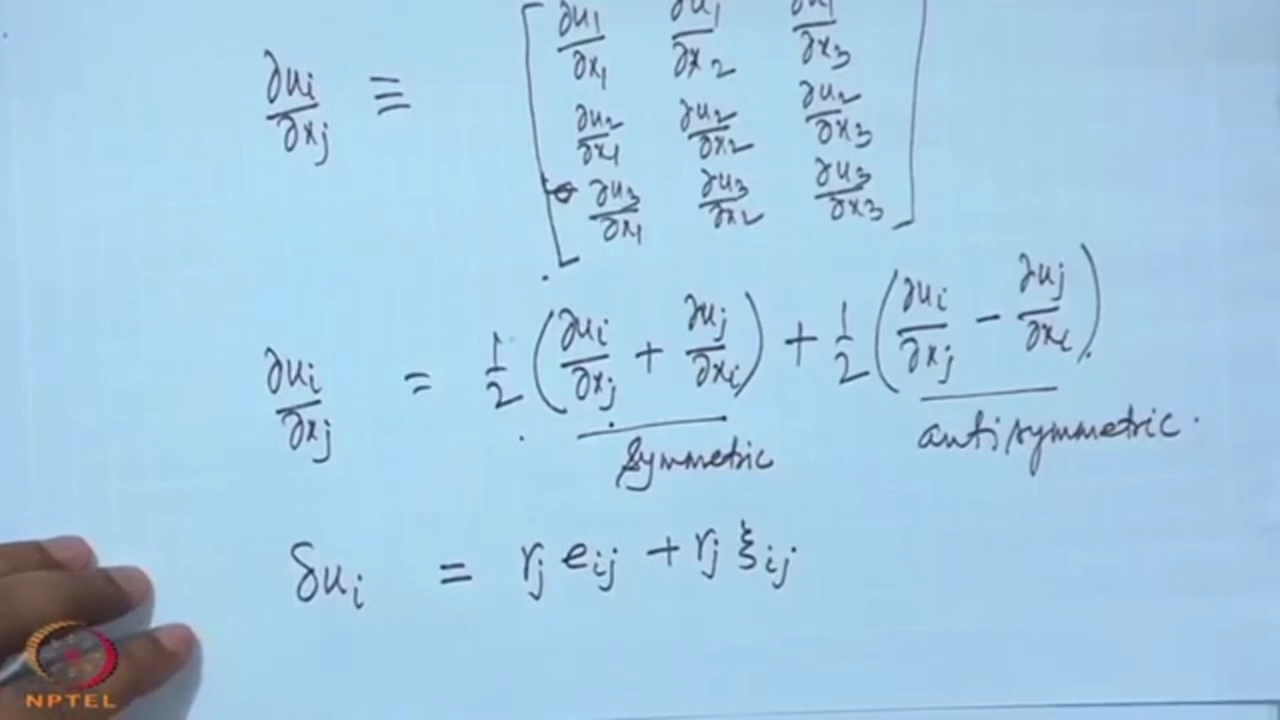 ∂u₁/∂x₁ ∂u₁/∂x₂ ∂u₁/∂x₃
∂uᵢ/∂xⱼ ≡
∂u₂/∂x₁ ∂u₂/∂x₂ ∂u₂/∂x₃
∂u₃/∂x₁ ∂u₃/∂x₂ ∂u₃/∂x₃
∂uᵢ/∂xⱼ = 1/2 (∂uᵢ/∂xⱼ + ∂uⱼ/∂xᵢ) + 1/2 (∂uᵢ/∂xⱼ − ∂uⱼ/∂xᵢ)
symmetric antisymmetric.
δuᵢ = rⱼ eᵢⱼ + rⱼ ξᵢⱼ
NPTEL